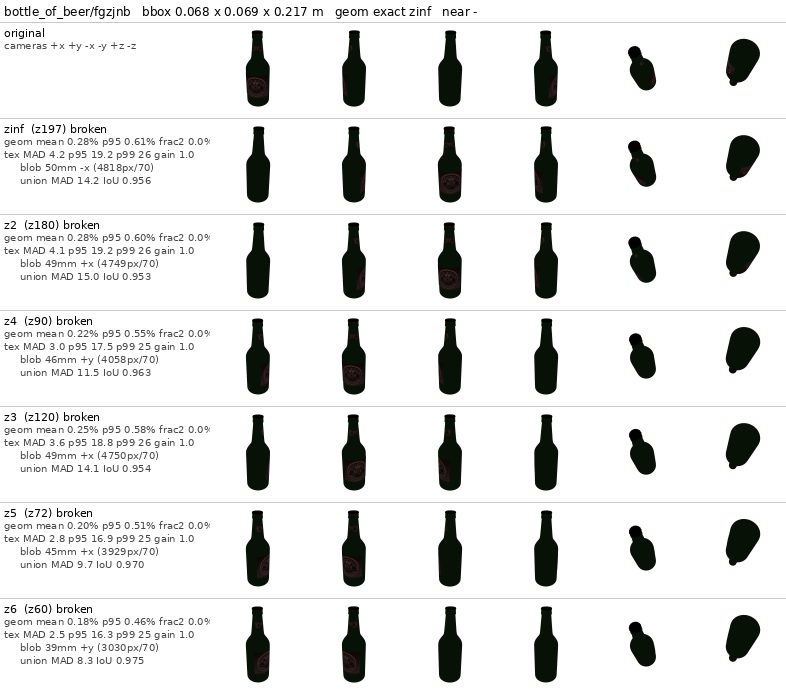 bottle_of_beer/fgzjnb bbox 0.068 x 0.069 x 0.217 m geom exact zinf near -
original
cameras +x +y -x -y +z -z
zinf (z197) broken
geom mean 0.28% p95 0.61% frac2 0.0%
tex MAD 4.2 p95 19.2 p99 26 gain 1.0
blob 50mm -x (4818px/70)
union MAD 14.2 IoU 0.956
z2 (z180) broken
geom mean 0.28% p95 0.60% frac2 0.0%
tex MAD 4.1 p95 19.2 p99 26 gain 1.0
blob 49mm +x (4749px/70)
union MAD 15.0 IoU 0.953
z4 (z90) broken
geom mean 0.22% p95 0.55% frac2 0.0%
tex MAD 3.0 p95 17.5 p99 25 gain 1.0
blob 46mm +y (4058px/70)
union MAD 11.5 IoU 0.963
z3 (z120) broken
geom mean 0.25% p95 0.58% frac2 0.0%
tex MAD 3.6 p95 18.8 p99 26 gain 1.0
blob 49mm +x (4750px/70)
union MAD 14.1 IoU 0.954
z5 (z72) broken
geom mean 0.20% p95 0.51% frac2 0.0%
tex MAD 2.8 p95 16.9 p99 25 gain 1.0
blob 45mm +x (3929px/70)
union MAD 9.7 IoU 0.970
z6 (z60) broken
geom mean 0.18% p95 0.46% frac2 0.0%
tex MAD 2.5 p95 16.3 p99 25 gain 1.0
blob 39mm +y (3030px/70)
union MAD 8.3 IoU 0.975